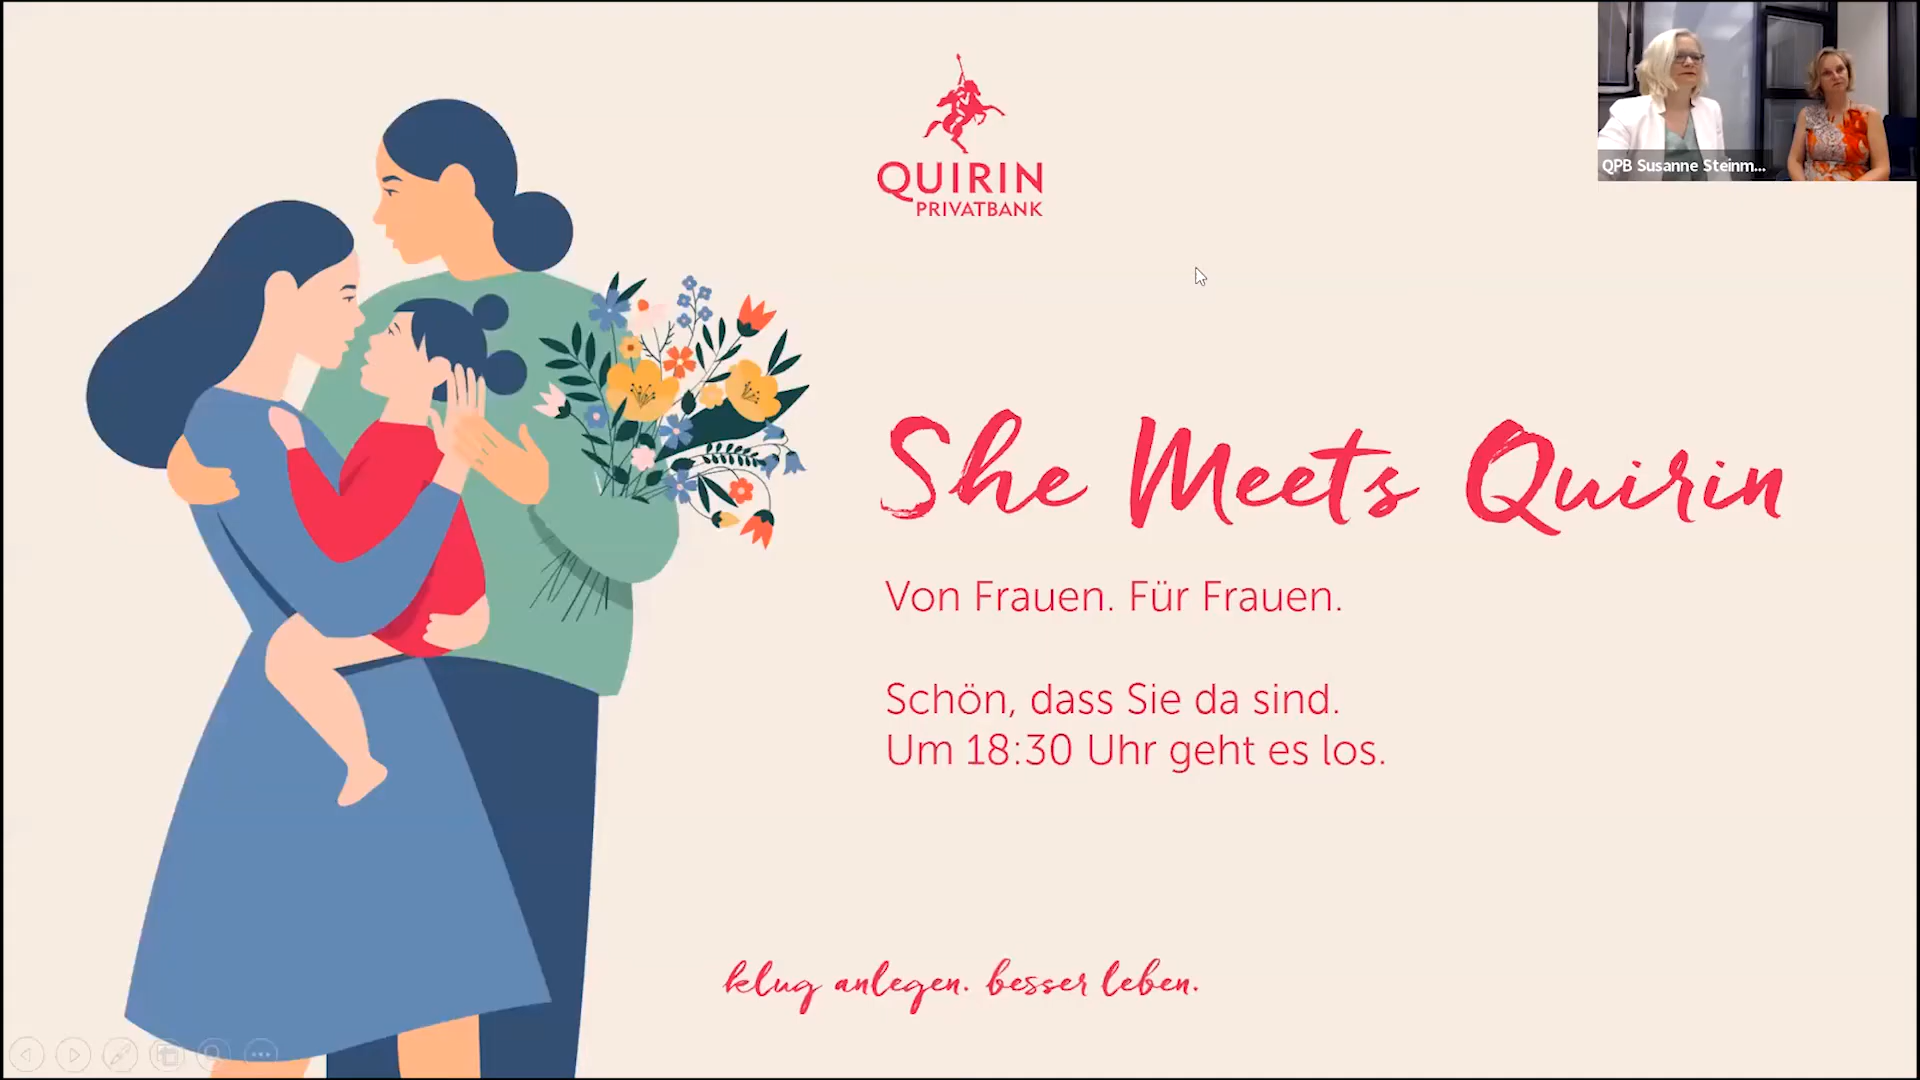 QUIRIN
PRIVATBANK
QPB Susanne Steinm...
She Meets Quirin
Von Frauen. Für Frauen.
Schön, dass Sie da sind.
Um 18:30 Uhr geht es los.
klug anlegen. besser leben.